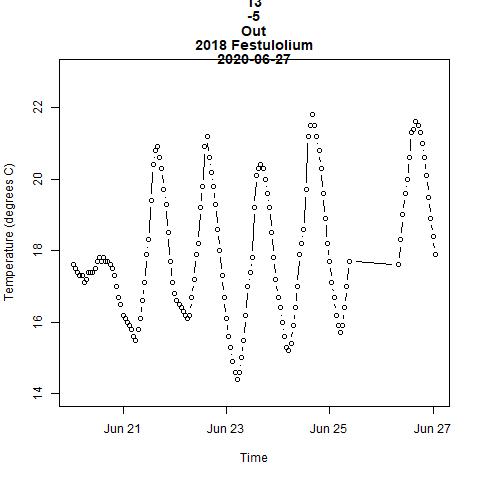 13
-5
Out
2018 Festulolium
2020-06-27
Temperature (degrees C)
22
20
18
16
14
Jun 21 Jun 23 Jun 25 Jun 27
Time